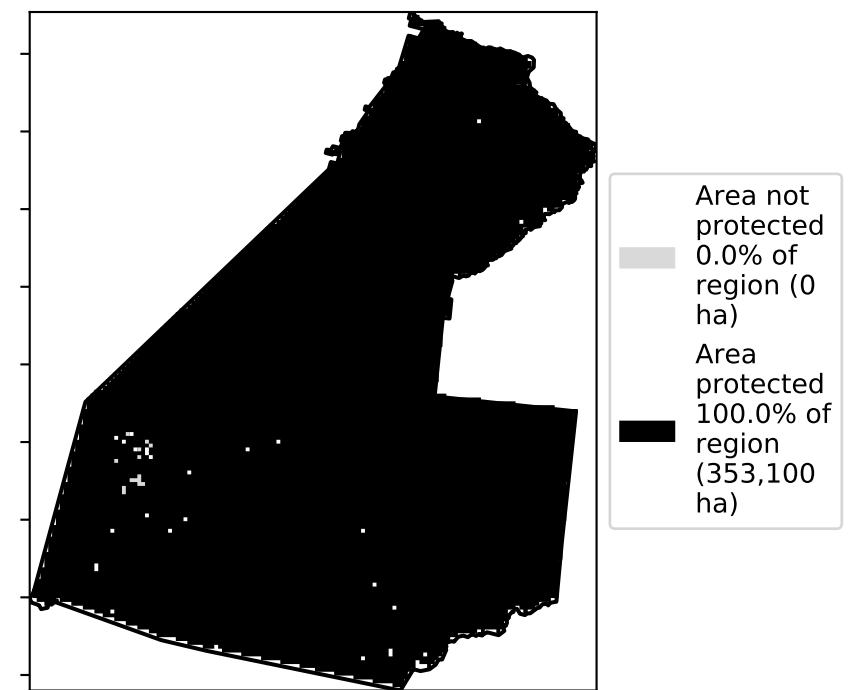 Area not
protected
0.0% of
region (0
ha)
Area
protected
100.0% of
region
(353,100
ha)